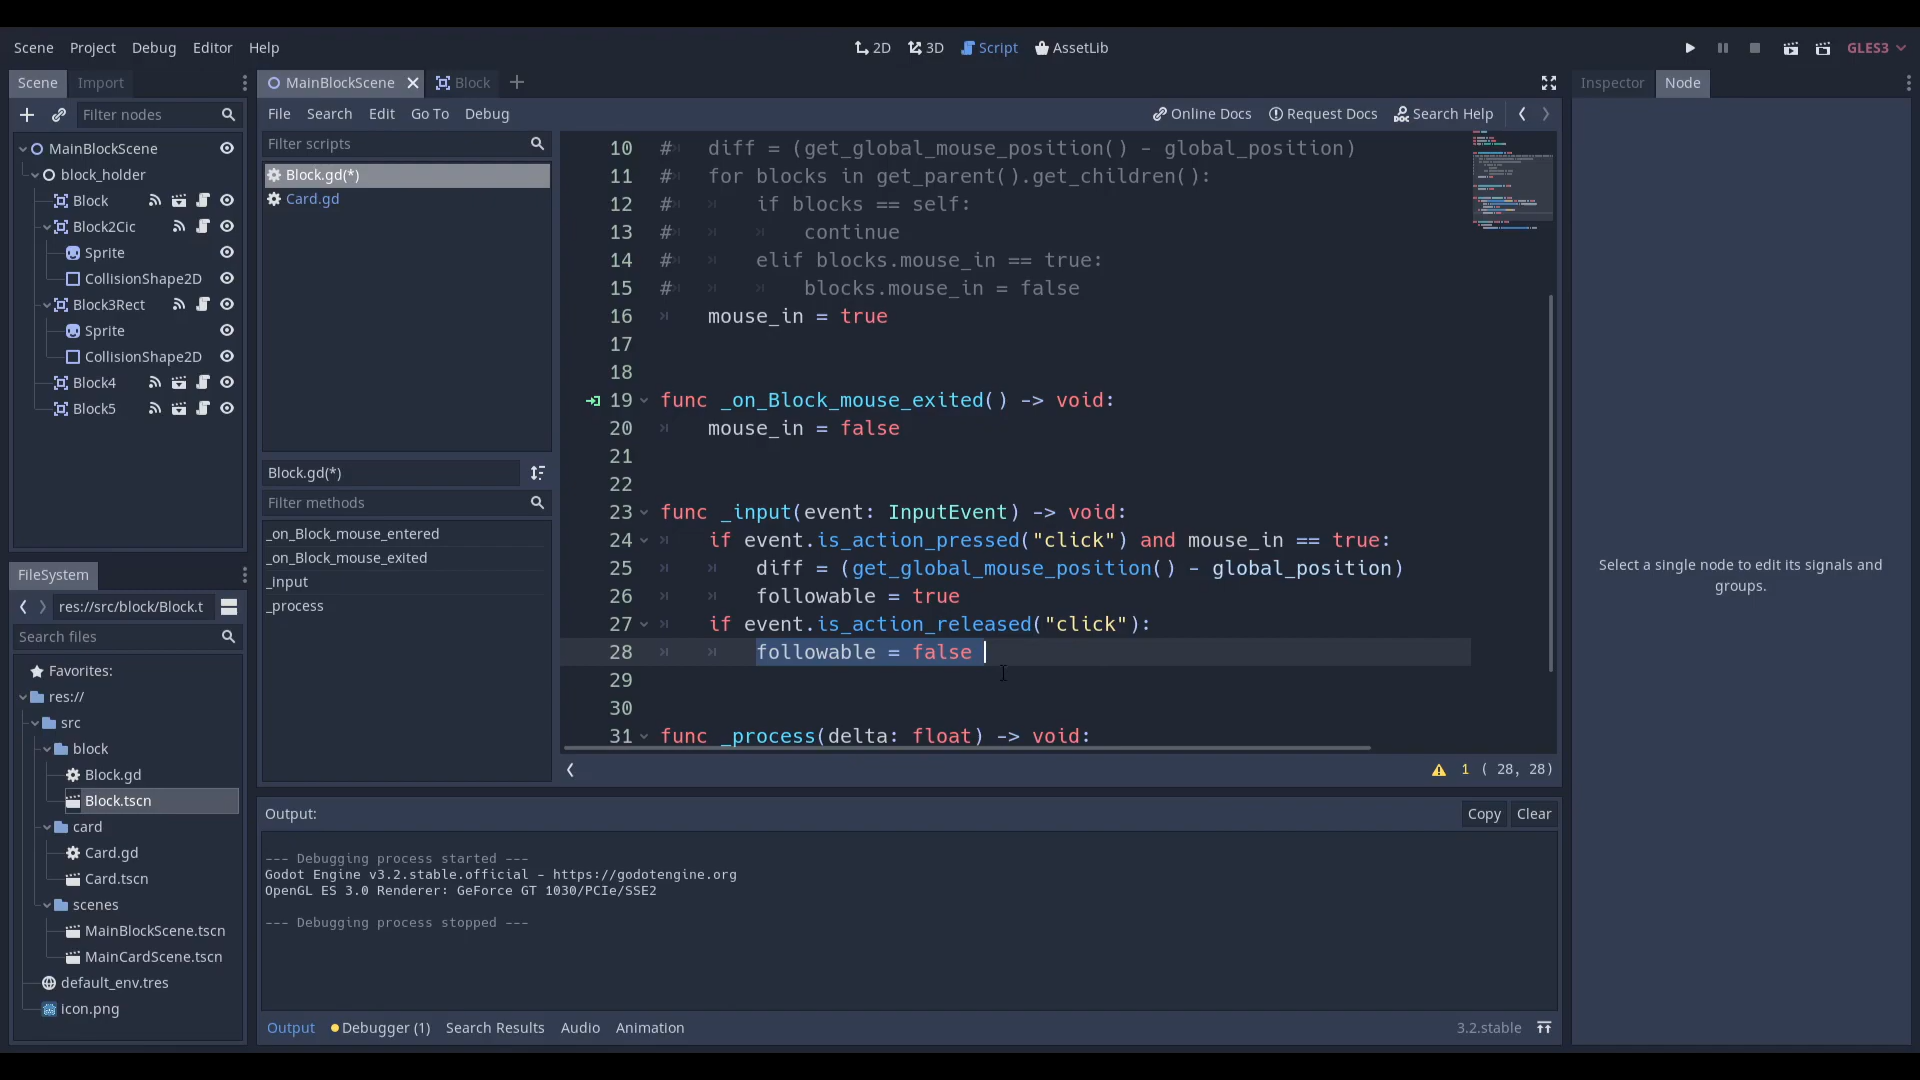 Scene Project Debug Editor Help 2D 3D Script AssetLib GLES3
Scene Import
Filter nodes
MainBlockScene
block_holder
Block
Block2Cic
Sprite
CollisionShape2D
Block3Rect
Sprite
CollisionShape2D
Block4
Block5
FileSystem
res://src/block/Block.t
Search files
Favorites:
res://
src
block
Block.gd
Block.tscn
card
Card.gd
Card.tscn
scenes
MainBlockScene.tscn
MainCardScene.tscn
default_env.tres
icon.png
MainBlockScene Block
File Search Edit Go To Debug Online Docs Request Docs Search Help
Filter scripts
Block.gd(*)
Card.gd
Block.gd(*)
Filter methods
_on_Block_mouse_entered
_on_Block_mouse_exited
_input
_process
10 # diff = (get_global_mouse_position() - global_position)
11 # for blocks in get_parent().get_children():
12 # if blocks == self:
13 # continue
14 # elif blocks.mouse_in == true:
15 # blocks.mouse_in = false
16 mouse_in = true
17
18
19 func _on_Block_mouse_exited() -> void:
20 mouse_in = false
21
22
23 func _input(event: InputEvent) -> void:
24 if event.is_action_pressed("click") and mouse_in == true:
25 diff = (get_global_mouse_position() - global_position)
26 followable = true
27 if event.is_action_released("click"):
28 followable = false
29
30
31 func _process(delta: float) -> void:
1 ( 28, 28)
Output: Copy Clear
--- Debugging process started ---
Godot Engine v3.2.stable.official - https://godotengine.org
OpenGL ES 3.0 Renderer: GeForce GT 1030/PCIe/SSE2
--- Debugging process stopped ---
Output Debugger (1) Search Results Audio Animation 3.2.stable
Inspector Node
Select a single node to edit its signals and
groups.